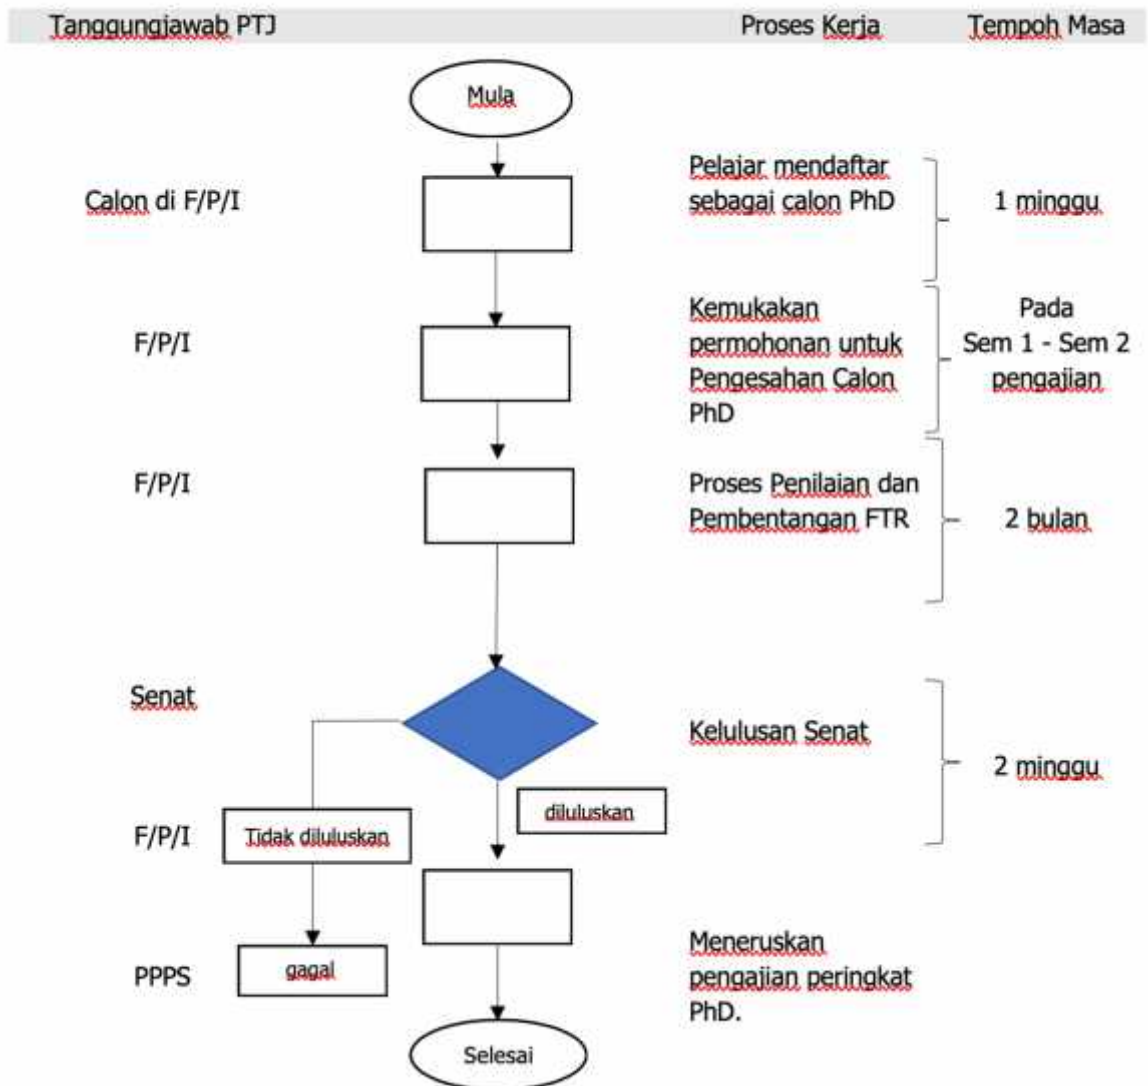 Tanggungjawab PTJ Proses Kerja Tempoh Masa
Mula
Calon di F/P/I
Pelajar mendaftar
sebagai calon PhD
1 minggu
F/P/I
Kemukakan
permohonan untuk
Pengesahan Calon
PhD
Pada
Sem 1 - Sem 2
pengajian
F/P/I
Proses Penilaian dan
Pembentangan FTR
2 bulan
Senat
Kelulusan Senat
2 minggu
diluluskan
F/P/I
Tidak diluluskan
PPPS
gagal
Meneruskan
pengajian peringkat
PhD.
Selesai